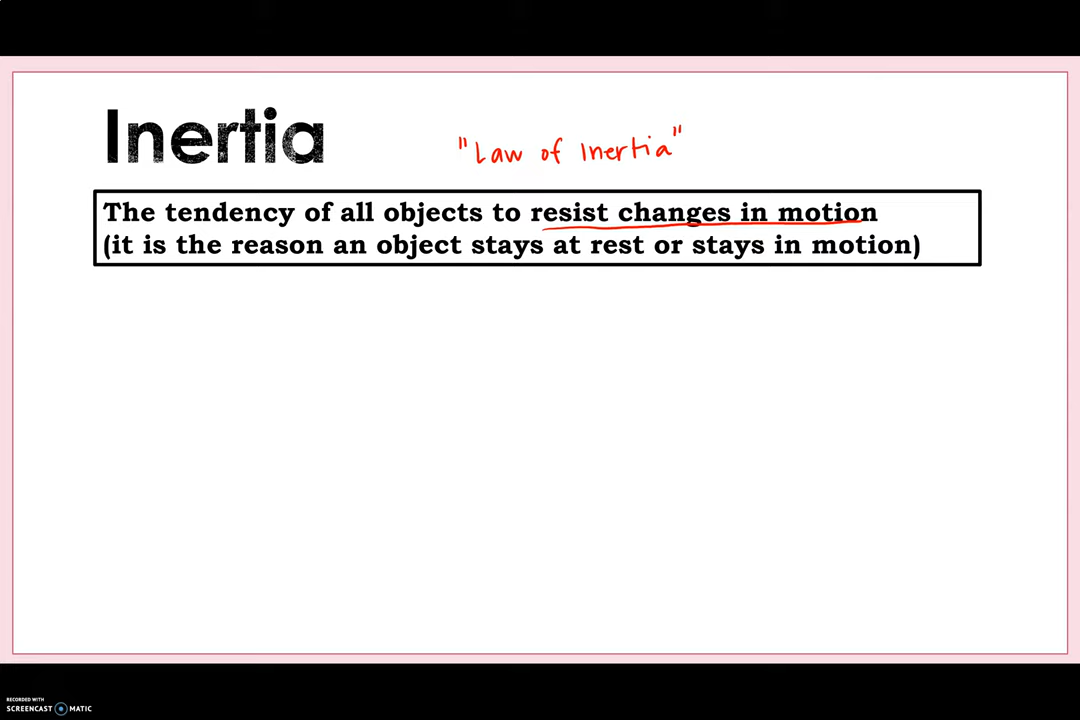 Inertia
"Law of Inertia"
The tendency of all objects to resist changes in motion
(it is the reason an object stays at rest or stays in motion)
RECORDED WITH
SCREENCAST MATIC